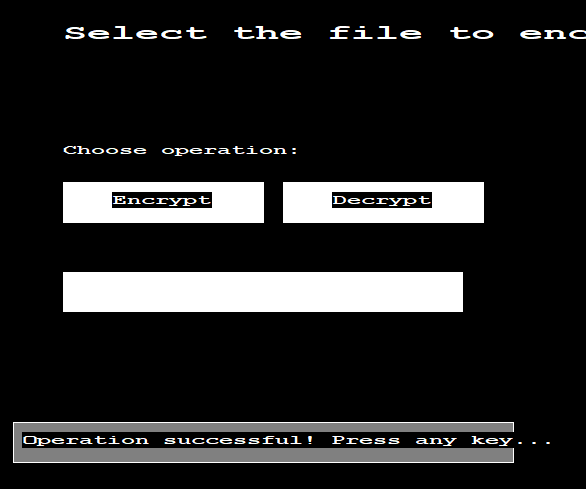 Select the file to enc
Choose operation:
Encrypt Decrypt
Operation successful! Press any key...